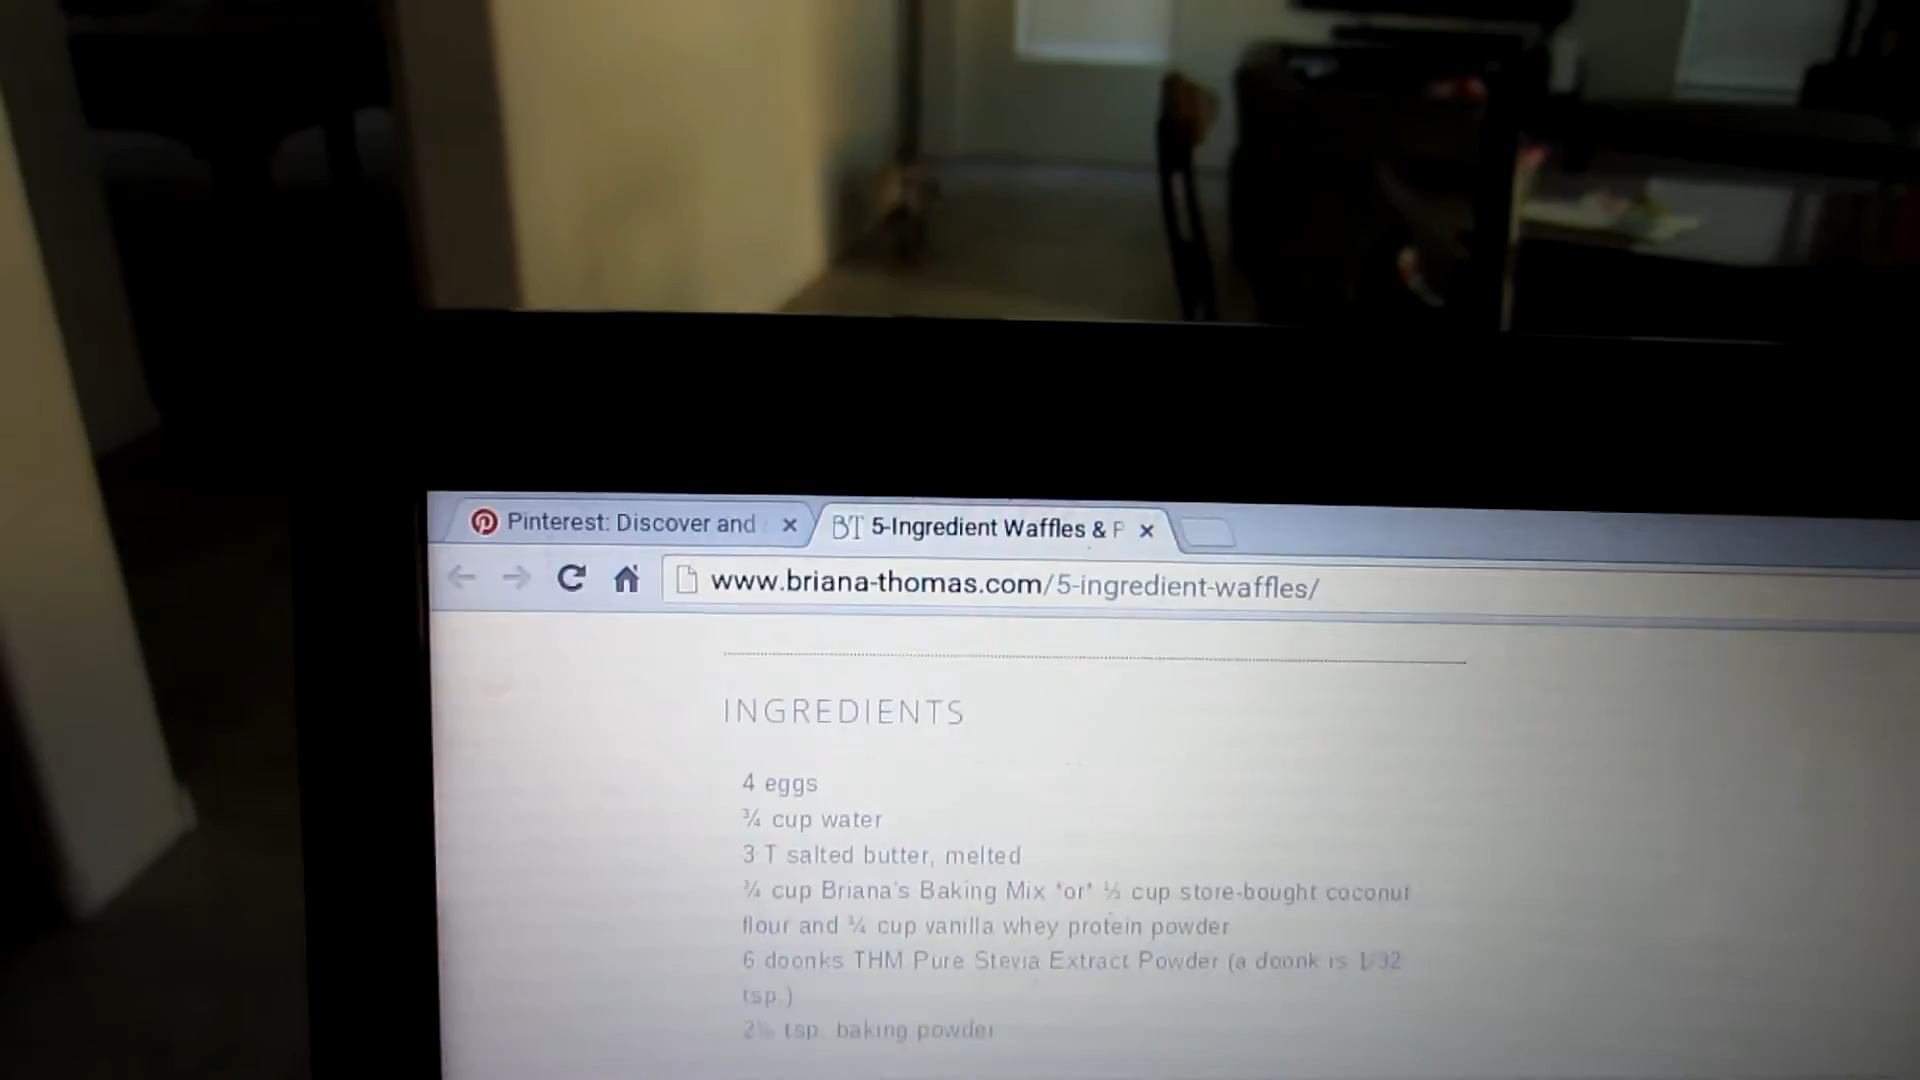 Pinterest: Discover and
BT 5-Ingredient Waffles & P
www.briana-thomas.com/5-ingredient-waffles/
INGREDIENTS
4 eggs
¾ cup water
3 T salted butter, melted
¾ cup Briana's Baking Mix *or* ⅓ cup store-bought coconut
flour and ¼ cup vanilla whey protein powder
6 doonks THM Pure Stevia Extract Powder (a doonk is 1/32
tsp.)
tsp baking powder